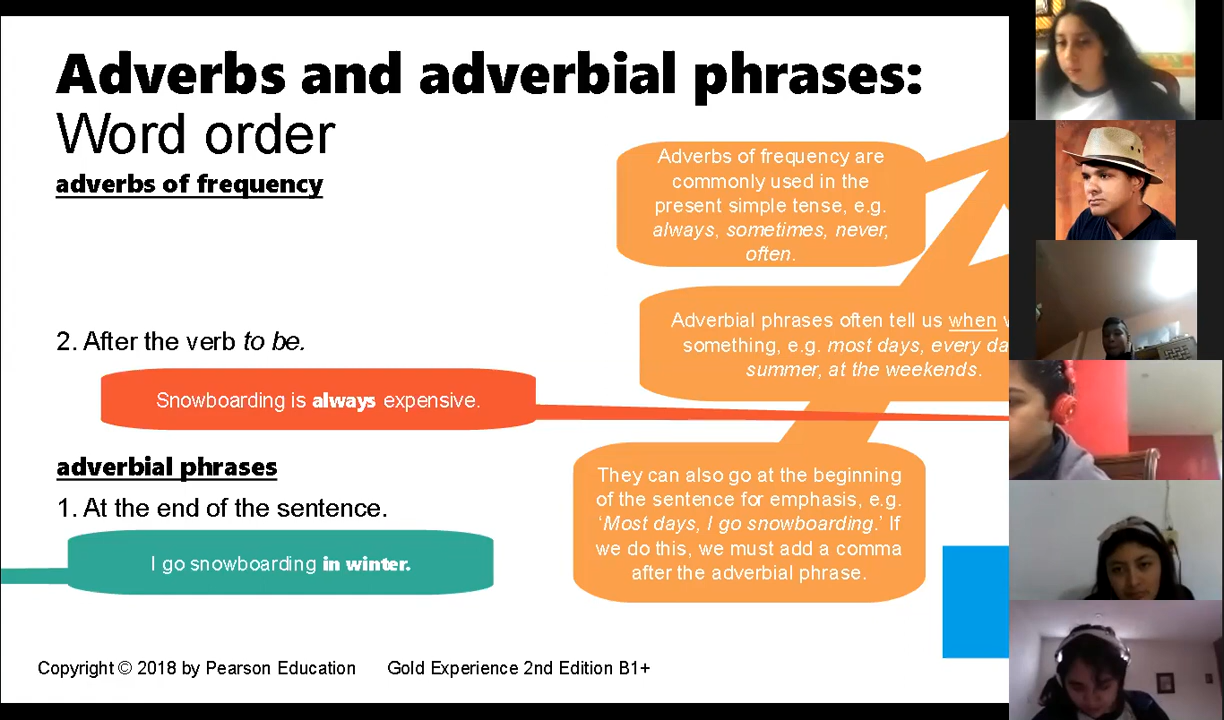 Adverbs and adverbial phrases:
Word order
adverbs of frequency
Adverbs of frequency are
commonly used in the
present simple tense, e.g.
always, sometimes, never,
often.
2. After the verb to be.
Snowboarding is always expensive.
Adverbial phrases often tell us when
something, e.g. most days, every
summer, at the weekends.
adverbial phrases
1. At the end of the sentence.
I go snowboarding in winter.
They can also go at the beginning
of the sentence for emphasis, e.g.
‘Most days, I go snowboarding.’ If
we do this, we must add a comma
after the adverbial phrase.
Copyright © 2018 by Pearson Education Gold Experience 2nd Edition B1+